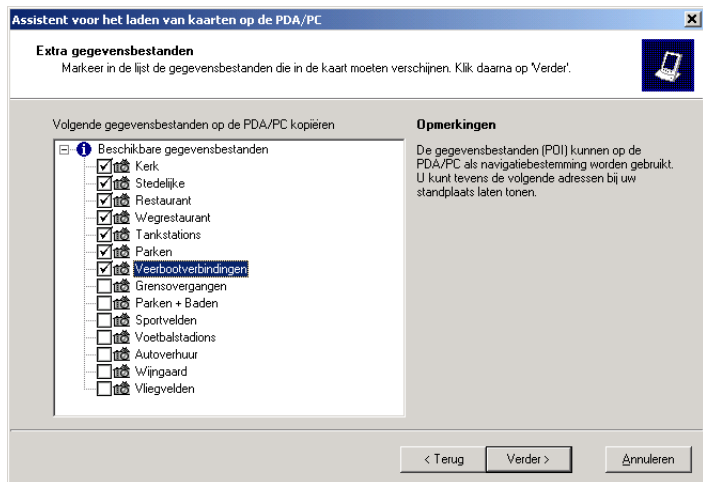 Assistent voor het laden van kaarten op de PDA/PC
Extra gegevensbestanden
Markeer in de lijst de gegevensbestanden die in de kaart moeten verschijnen. Klik daarna op 'Verder'.
Volgende gegevensbestanden op de PDA/PC kopiëren
Beschikbare gegevensbestanden
Kerk
Stedelijke
Restaurant
Wegrestaurant
Tankstations
Parken
Veerbootverbindingen
Grensovergangen
Parken + Baden
Sportvelden
Voetbalstadions
Autoverhuur
Wijngaard
Vliegvelden
Opmerkingen
De gegevensbestanden (POI) kunnen op de
PDA/PC als navigatiebestemming worden gebruikt.
U kunt tevens de volgende adressen bij uw
standplaats laten tonen.
< Terug
Verder >
Annuleren